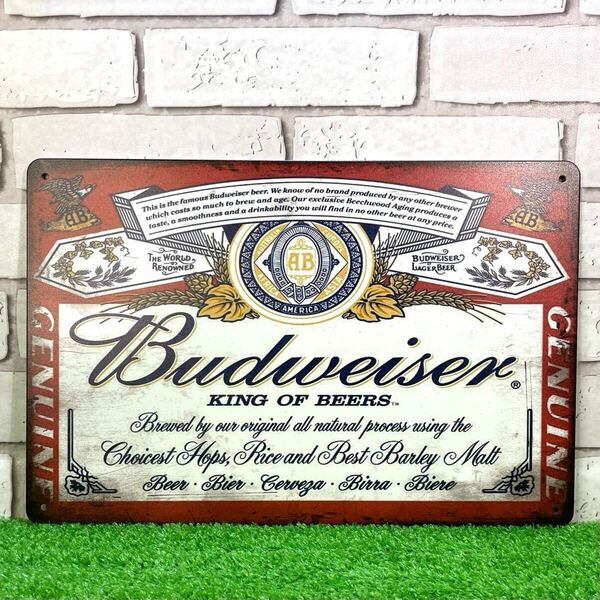 This is the famous Budweiser beer. We know of no brand produced by any other brewer
which costs so much to brew and age. Our exclusive Beechwood Aging produces a
taste, a smoothness and a drinkability you will find in no other beer at any price.
AB
AB
THE WORLD
RENOWNED
AB
AMERICA
BUDWEISER
LAGER BEER
GENUINE
GENUINE
Budweiser®
KING OF BEERS™
Brewed by our original all natural process using the
Choicest Hops, Rice and Best Barley Malt
Beer · Bier · Cerveza · Birra · Biere